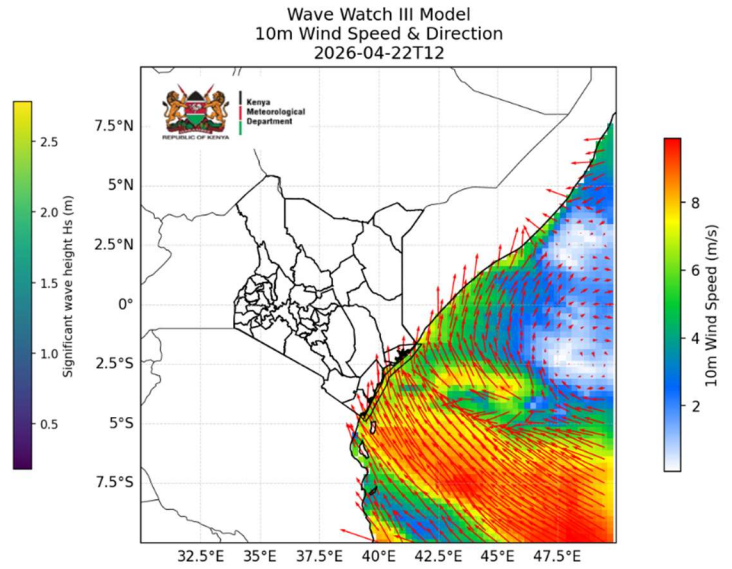 Wave Watch III Model
10m Wind Speed & Direction
2026-04-22T12
Kenya
Meteorological
Department
REPUBLIC OF KENYA
7.5°N
5°N
2.5°N
0°
2.5°S
5°S
7.5°S
32.5°E
35°E
37.5°E
40°E
42.5°E
45°E
47.5°E
2.5
2.0
1.5
1.0
0.5
Significant wave height Hs (m)
8
6
4
2
10m Wind Speed (m/s)